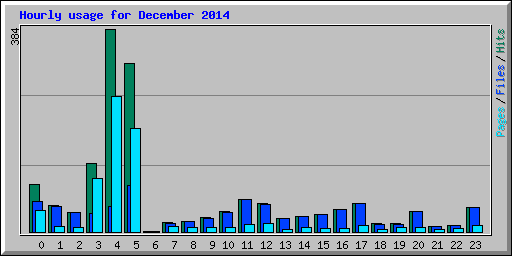 Hourly usage for December 2014
384
Pages/Files/Hits
0 1 2 3 4 5 6 7 8 9 10 11 12 13 14 15 16 17 18 19 20 21 22 23